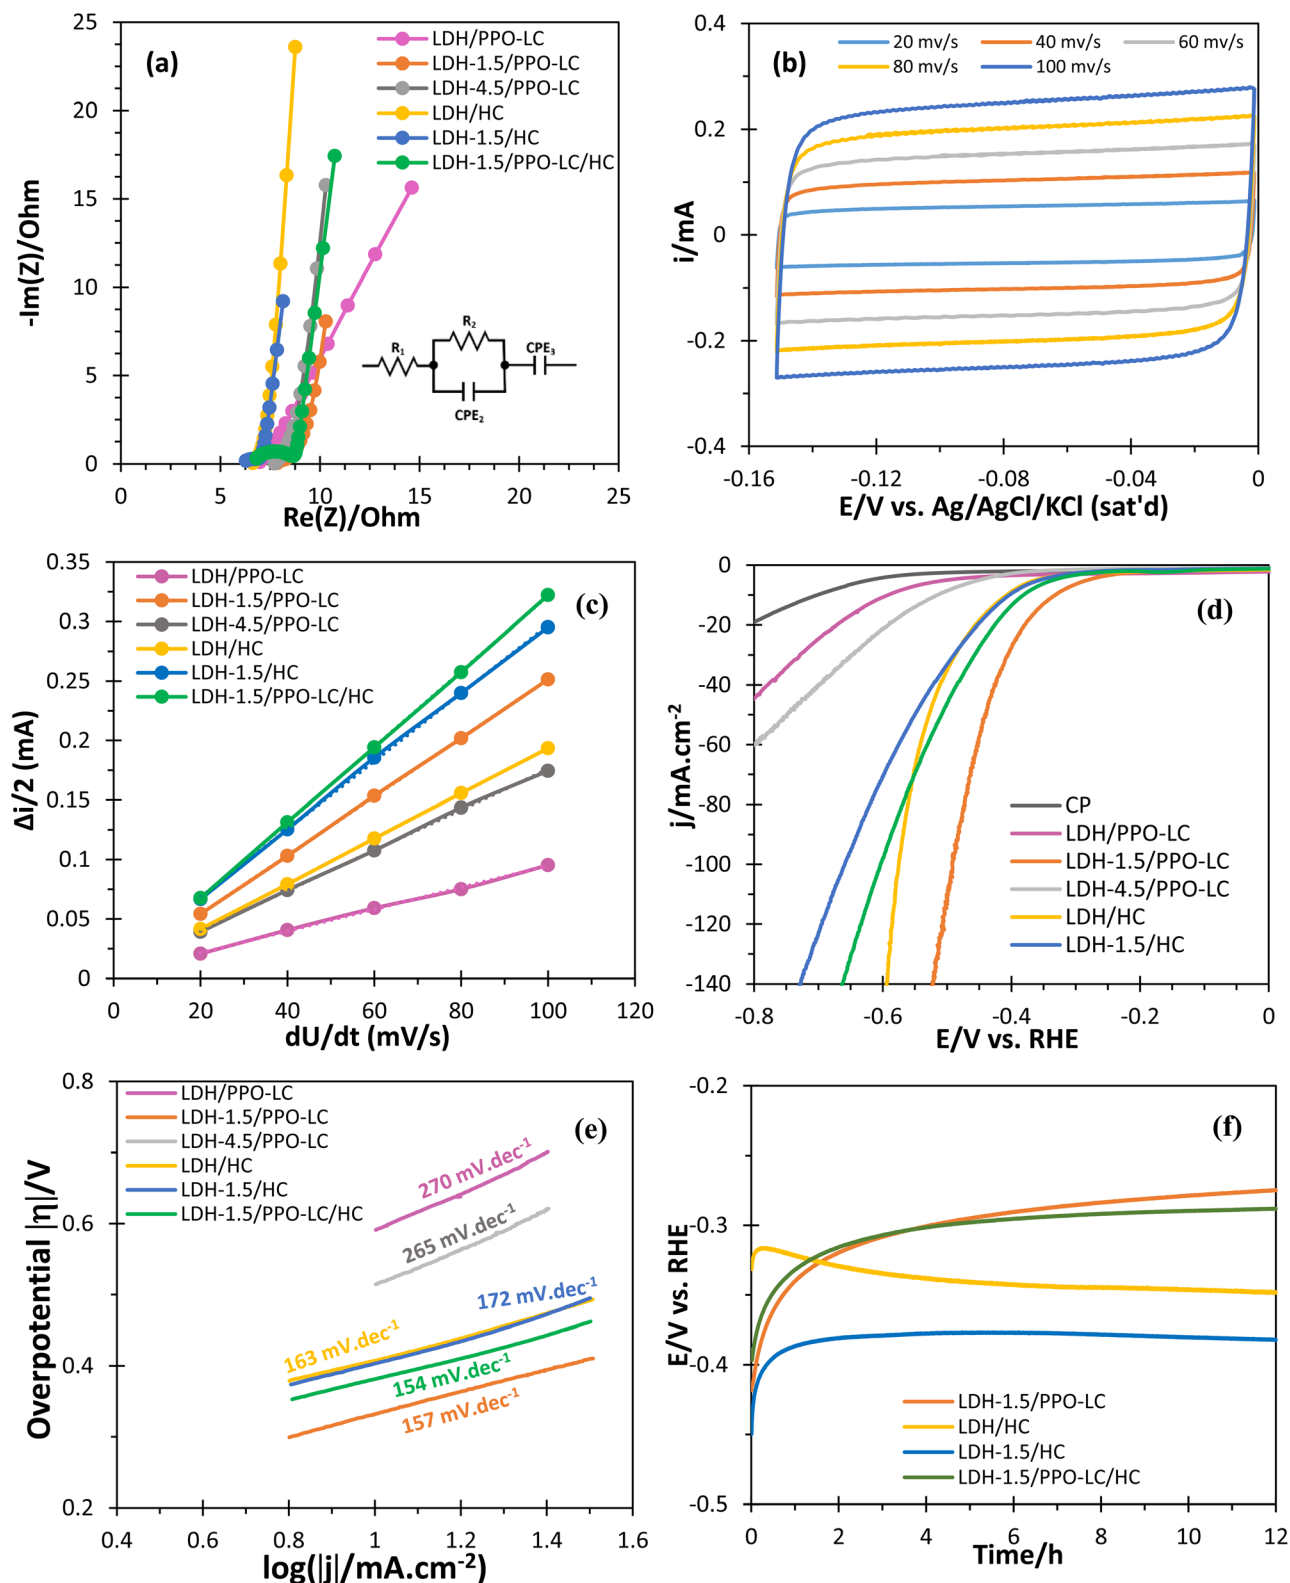 (a)
LDH/PPO-LC
LDH-1.5/PPO-LC
LDH-4.5/PPO-LC
LDH/HC
LDH-1.5/HC
LDH-1.5/PPO-LC/HC
-Im(Z)/Ohm
25
20
15
10
5
0
R1
R2
CPE2
CPE3
0 5 10 15 20 25
Re(Z)/Ohm
(b)
20 mv/s 40 mv/s 60 mv/s
80 mv/s 100 mv/s
i/mA
0.4
0.2
0
-0.2
-0.4
-0.16 -0.12 -0.08 -0.04 0
E/V vs. Ag/AgCl/KCl (sat'd)
(c)
LDH/PPO-LC
LDH-1.5/PPO-LC
LDH-4.5/PPO-LC
LDH/HC
LDH-1.5/HC
LDH-1.5/PPO-LC/HC
Δi/2 (mA)
0.35
0.3
0.25
0.2
0.15
0.1
0.05
0
0 20 40 60 80 100 120
dU/dt (mV/s)
(d)
j/mA.cm-2
0
-20
-40
-60
-80
-100
-120
-140
CP
LDH/PPO-LC
LDH-1.5/PPO-LC
LDH-4.5/PPO-LC
LDH/HC
LDH-1.5/HC
-0.8 -0.6 -0.4 -0.2 0
E/V vs. RHE
(e)
LDH/PPO-LC
LDH-1.5/PPO-LC
LDH-4.5/PPO-LC
LDH/HC
LDH-1.5/HC
LDH-1.5/PPO-LC/HC
Overpotential |η|/V
0.8
0.6
0.4
0.2
270 mV.dec-1
265 mV.dec-1
172 mV.dec-1
163 mV.dec-1
154 mV.dec-1
157 mV.dec-1
0.4 0.6 0.8 1 1.2 1.4 1.6
log(|j|/mA.cm-2)
(f)
E/V vs. RHE
-0.2
-0.3
-0.4
-0.5
LDH-1.5/PPO-LC
LDH/HC
LDH-1.5/HC
LDH-1.5/PPO-LC/HC
0 2 4 6 8 10 12
Time/h